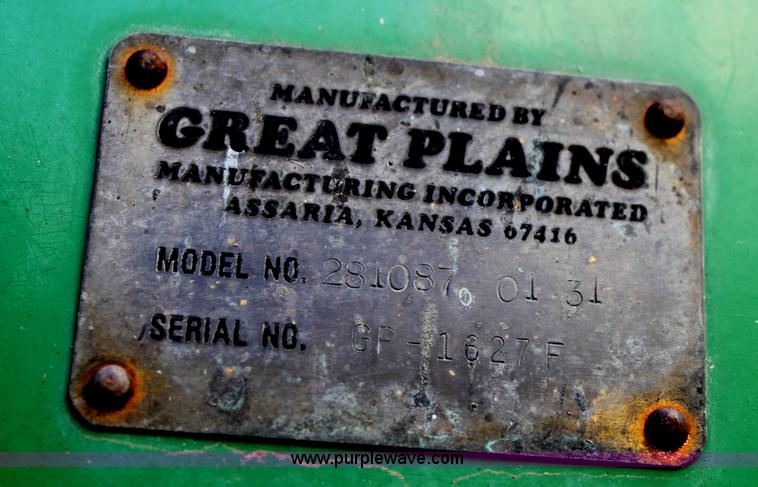 MANUFACTURED BY
GREAT PLAINS
MANUFACTURING INCORPORATED
ASSARIA, KANSAS 67416
MODEL NO. 281087 01 31
SERIAL NO. GP-1627F
www.purplewave.com